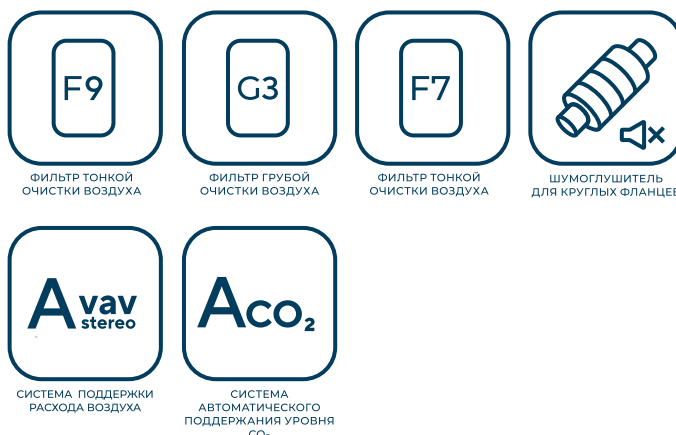 F9
G3
F7
ФИЛЬТР ТОНКОЙ
ОЧИСТКИ ВОЗДУХА
ФИЛЬТР ГРУБОЙ
ОЧИСТКИ ВОЗДУХА
ФИЛЬТР ТОНКОЙ
ОЧИСТКИ ВОЗДУХА
ШУМОГЛУШИТЕЛЬ
ДЛЯ КРУГЛЫХ ФЛАНЦЕВ
A vav
stereo
Aco₂
СИСТЕМА ПОДДЕРЖКИ
РАСХОДА ВОЗДУХА
СИСТЕМА
АВТОМАТИЧЕСКОГО
ПОДДЕРЖАНИЯ УРОВНЯ
CO₂